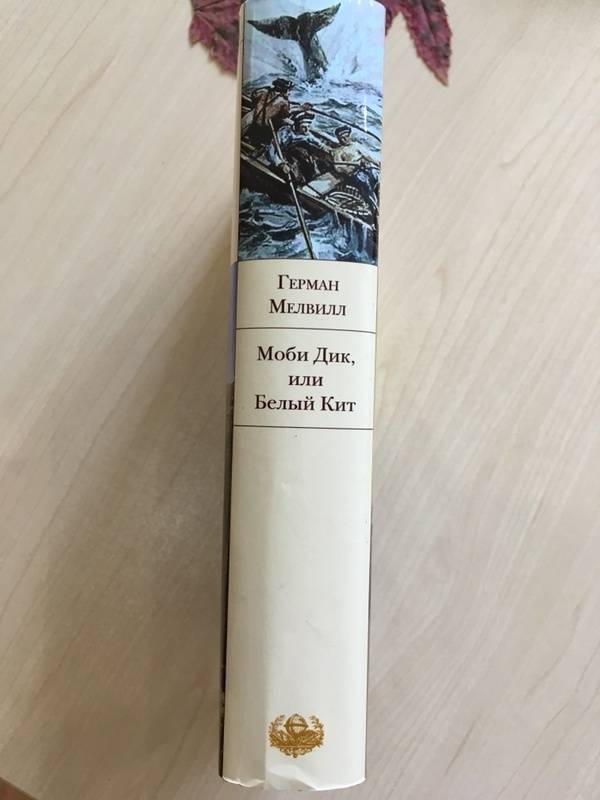 Герман
Мелвилл
Моби Дик,
или
Белый Кит